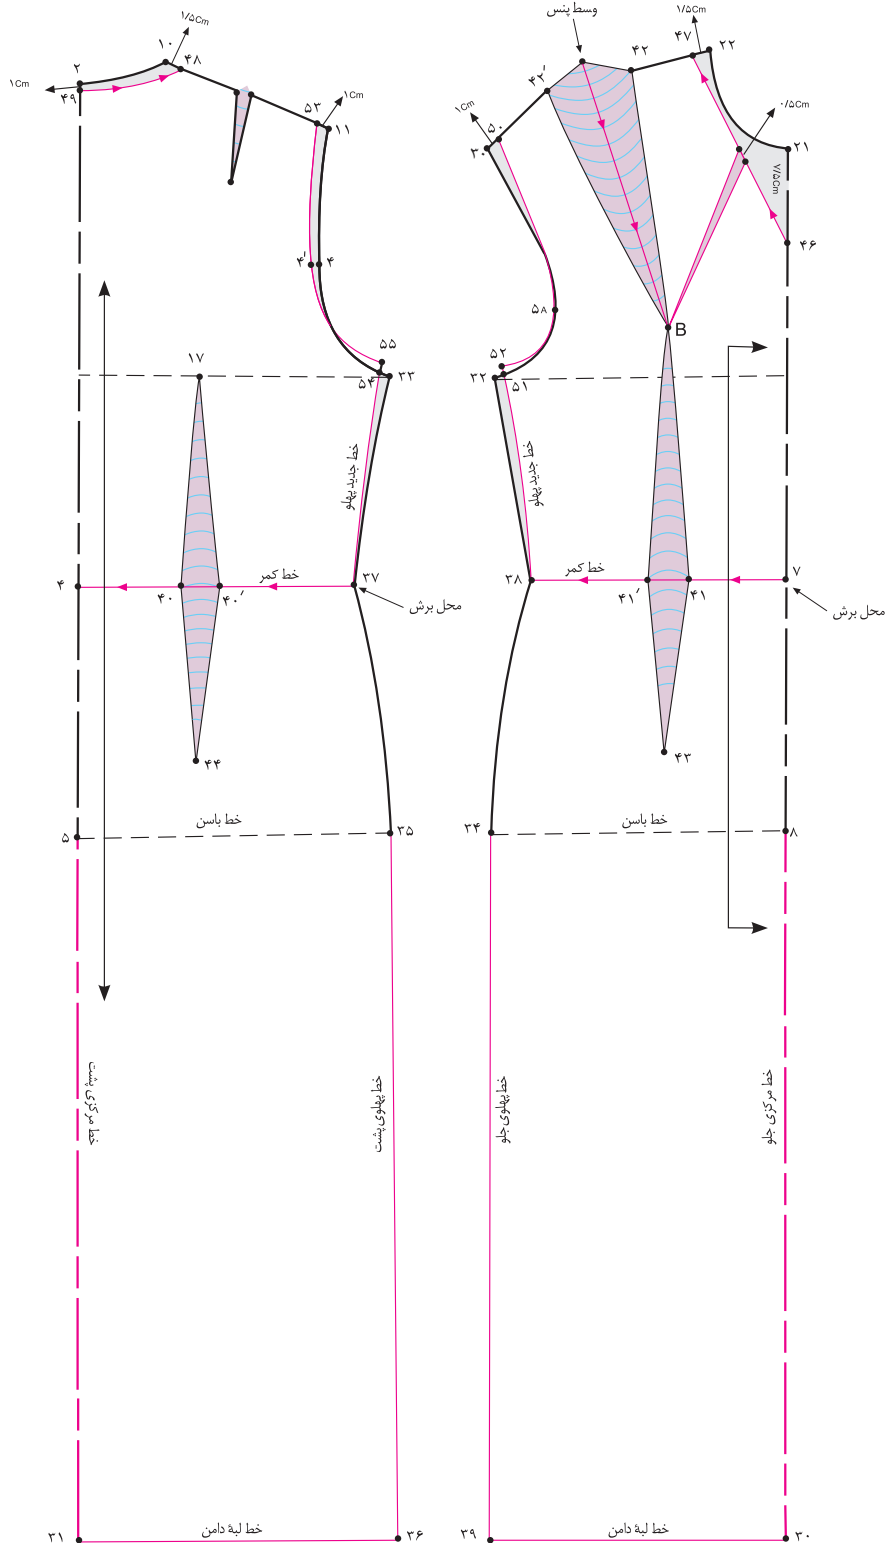 وسط پنس
۱/۵Cm
۱۰
۴۸
۲
۱Cm
۴۹
۵۳
۱Cm
۱۱
۴′
۴
۵۵
۵۴
۳۳
۱۷
خط جدید پهلو
خط کمر
۴
۴۰
۴۰′
۳۷
محل برش
۴۴
خط باسن
۵
۳۵
خط مرکزی پشت
خط پهلوی پشت
خط لبهٔ دامن
۳۱
۳۶
۱/۵Cm
۴۷
۲۲
۴۲
۴۲′
۱Cm
۵۰
۳۰
۰/۵Cm
۲۱
۷/۵Cm
۴۶
۵A
B
۵۲
۳۲
۵۱
خط جدید پهلو
خط کمر
۳۸
۴۱′
۴۱
۷
محل برش
۴۳
خط باسن
۳۴
۸
خط پهلوی جلو
خط مرکزی جلو
خط لبهٔ دامن
۳۹
۳۰